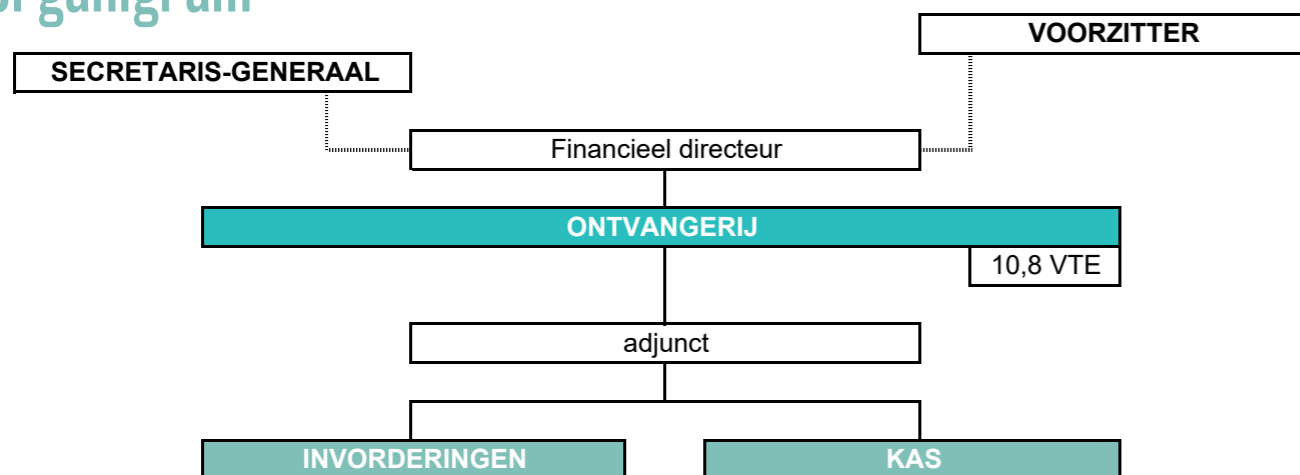 VOORZITTER
SECRETARIS-GENERAAL
Financieel directeur
ONTVANGERIJ
10,8 VTE
adjunct
INVORDERINGEN
KAS